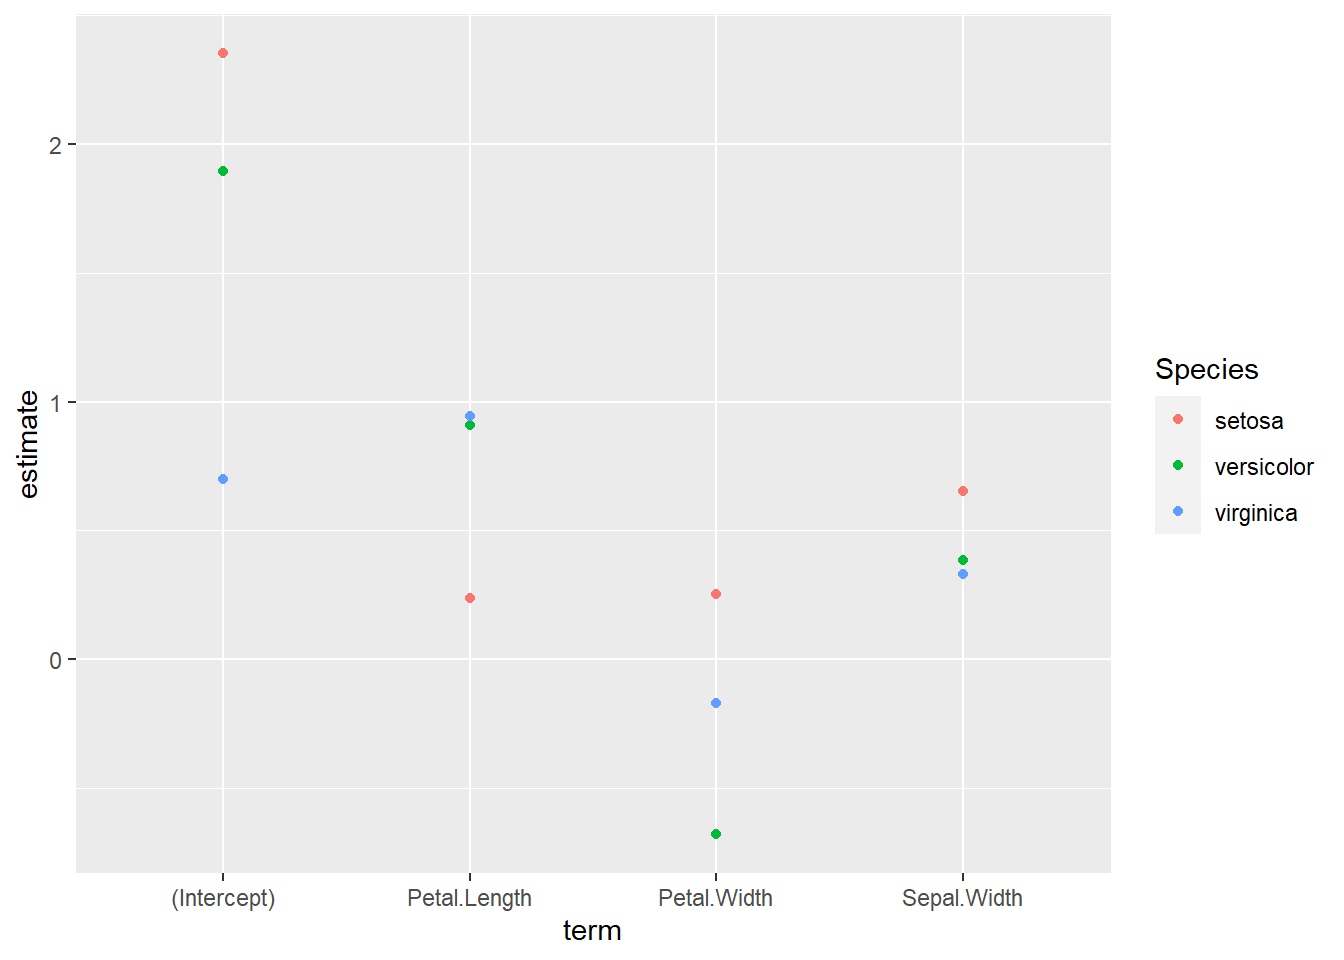 estimate
2
1
0
(Intercept)
Petal.Length
Petal.Width
Sepal.Width
term
Species
setosa
versicolor
virginica